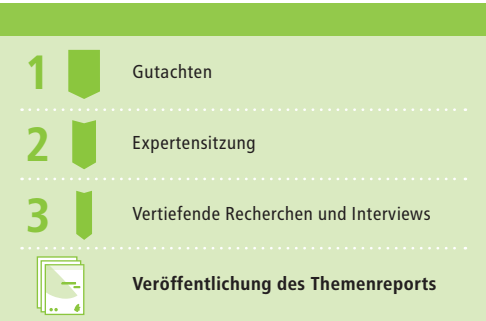 1 Gutachten
2 Expertensitzung
3 Vertiefende Recherchen und Interviews
Veröffentlichung des Themenreports